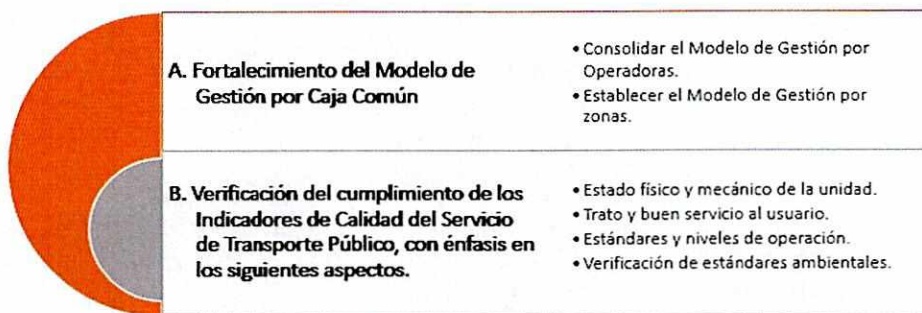 A. Fortalecimiento del Modelo de
Gestión por Caja Común
• Consolidar el Modelo de Gestión por
Operadoras.
• Establecer el Modelo de Gestión por
zonas.
B. Verificación del cumplimiento de los
Indicadores de Calidad del Servicio
de Transporte Público, con énfasis en
los siguientes aspectos.
• Estado físico y mecánico de la unidad.
• Trato y buen servicio al usuario.
• Estándares y niveles de operación.
• Verificación de estándares ambientales.